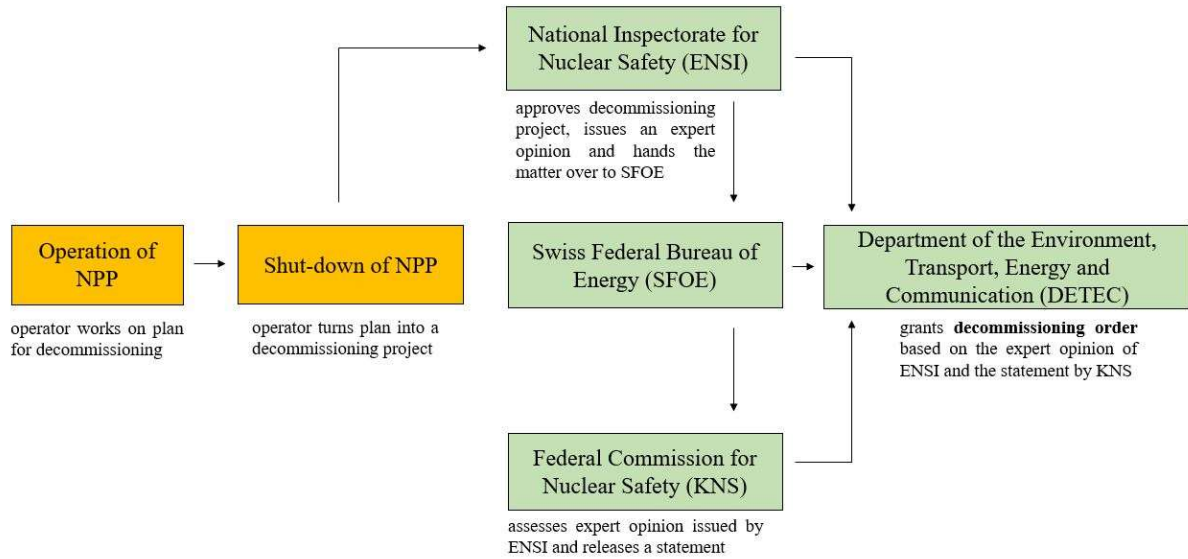 National Inspectorate for
Nuclear Safety (ENSI)
approves decommissioning
project, issues an expert
opinion and hands the
matter over to SFOE
Operation of
NPP
operator works on plan
for decommissioning
Shut-down of NPP
operator turns plan into a
decommissioning project
Swiss Federal Bureau of
Energy (SFOE)
Department of the Environment,
Transport, Energy and
Communication (DETEC)
grants decommissioning order
based on the expert opinion of
ENSI and the statement by KNS
Federal Commission for
Nuclear Safety (KNS)
assesses expert opinion issued by
ENSI and releases a statement